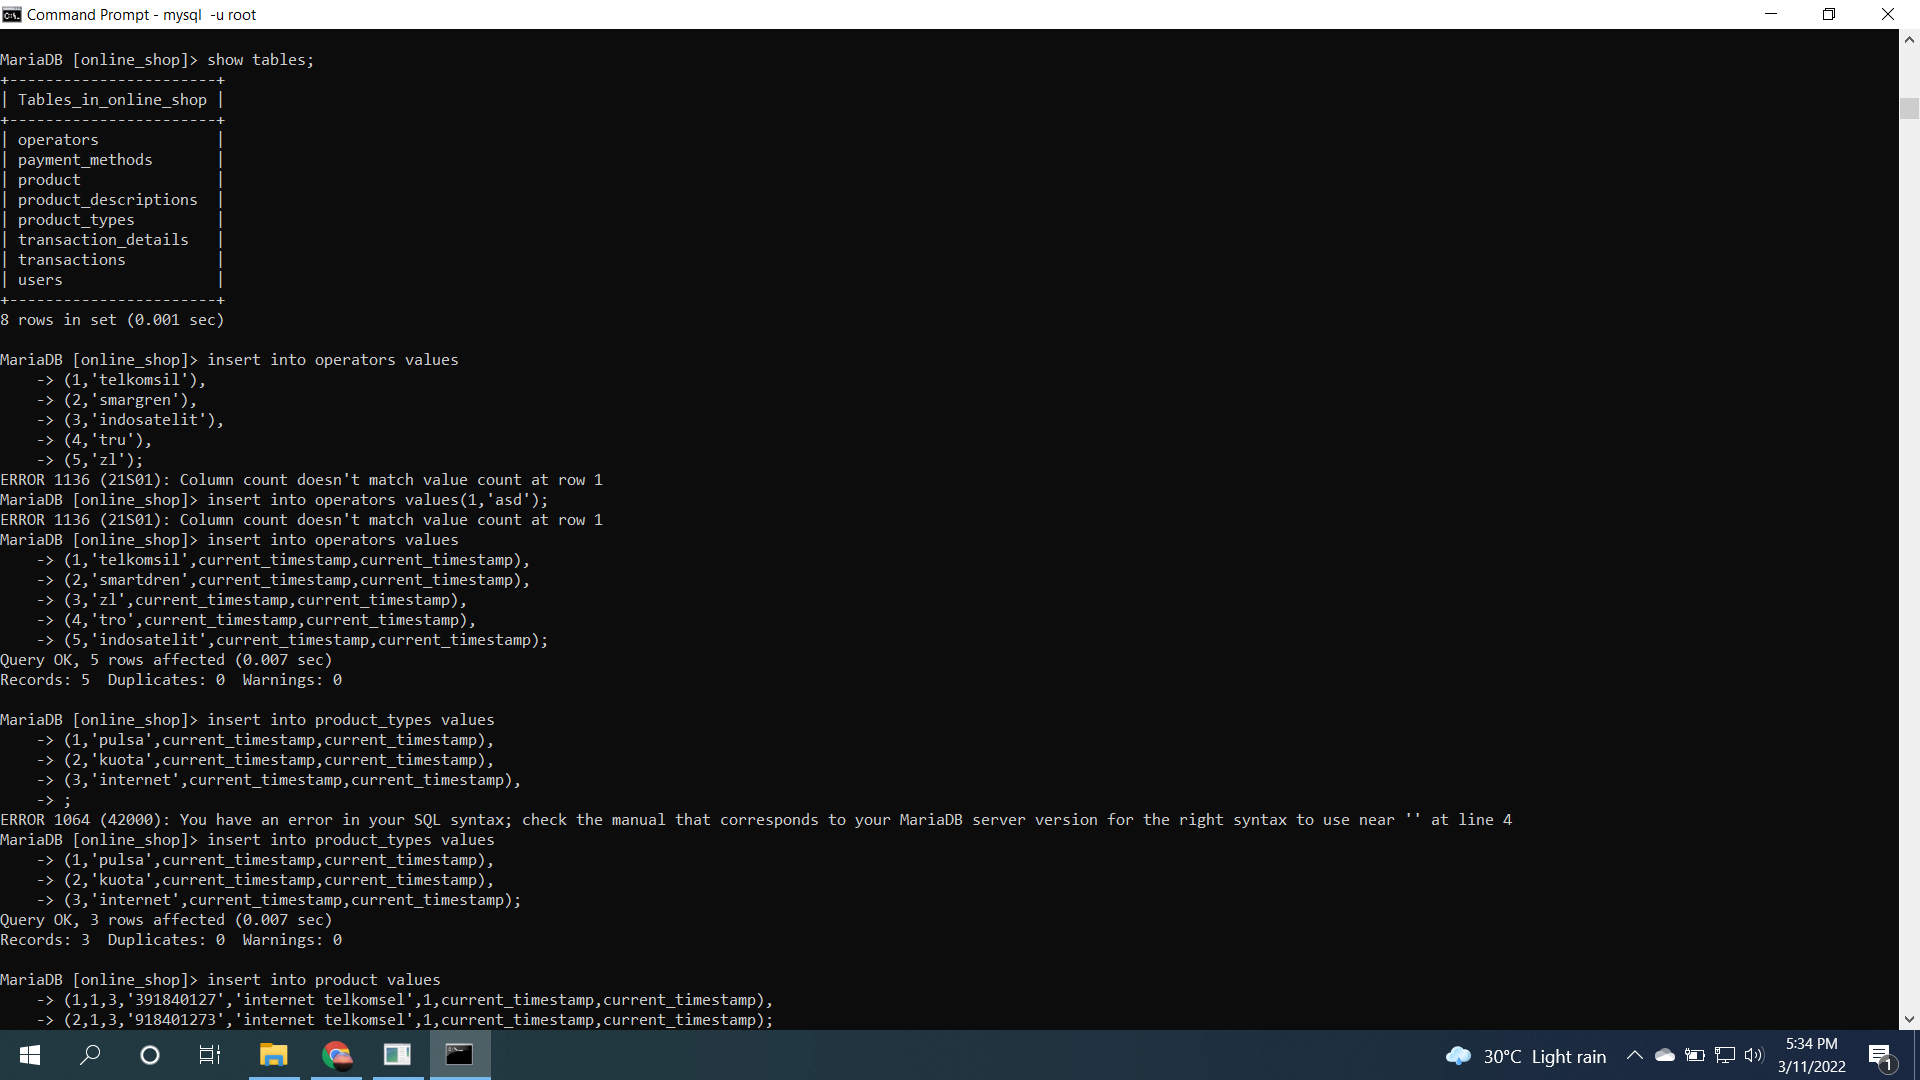 Command Prompt - mysql  -u root
MariaDB [online_shop]> show tables;
+-----------------------+
| Tables_in_online_shop |
+-----------------------+
| operators             |
| payment_methods       |
| product               |
| product_descriptions  |
| product_types         |
| transaction_details   |
| transactions          |
| users                 |
+-----------------------+
8 rows in set (0.001 sec)
MariaDB [online_shop]> insert into operators values
    -> (1,'telkomsil'),
    -> (2,'smargren'),
    -> (3,'indosatelit'),
    -> (4,'tru'),
    -> (5,'zl');
ERROR 1136 (21S01): Column count doesn't match value count at row 1
MariaDB [online_shop]> insert into operators values(1,'asd');
ERROR 1136 (21S01): Column count doesn't match value count at row 1
MariaDB [online_shop]> insert into operators values
    -> (1,'telkomsil',current_timestamp,current_timestamp),
    -> (2,'smartdren',current_timestamp,current_timestamp),
    -> (3,'zl',current_timestamp,current_timestamp),
    -> (4,'tro',current_timestamp,current_timestamp),
    -> (5,'indosatelit',current_timestamp,current_timestamp);
Query OK, 5 rows affected (0.007 sec)
Records: 5  Duplicates: 0  Warnings: 0
MariaDB [online_shop]> insert into product_types values
    -> (1,'pulsa',current_timestamp,current_timestamp),
    -> (2,'kuota',current_timestamp,current_timestamp),
    -> (3,'internet',current_timestamp,current_timestamp),
    -> ;
ERROR 1064 (42000): You have an error in your SQL syntax; check the manual that corresponds to your MariaDB server version for the right syntax to use near '' at line 4
MariaDB [online_shop]> insert into product_types values
    -> (1,'pulsa',current_timestamp,current_timestamp),
    -> (2,'kuota',current_timestamp,current_timestamp),
    -> (3,'internet',current_timestamp,current_timestamp);
Query OK, 3 rows affected (0.007 sec)
Records: 3  Duplicates: 0  Warnings: 0
MariaDB [online_shop]> insert into product values
    -> (1,1,3,'391840127','internet telkomsel',1,current_timestamp,current_timestamp),
    -> (2,1,3,'918401273','internet telkomsel',1,current_timestamp,current_timestamp);
30°C  Light rain
5:34 PM
3/11/2022
1